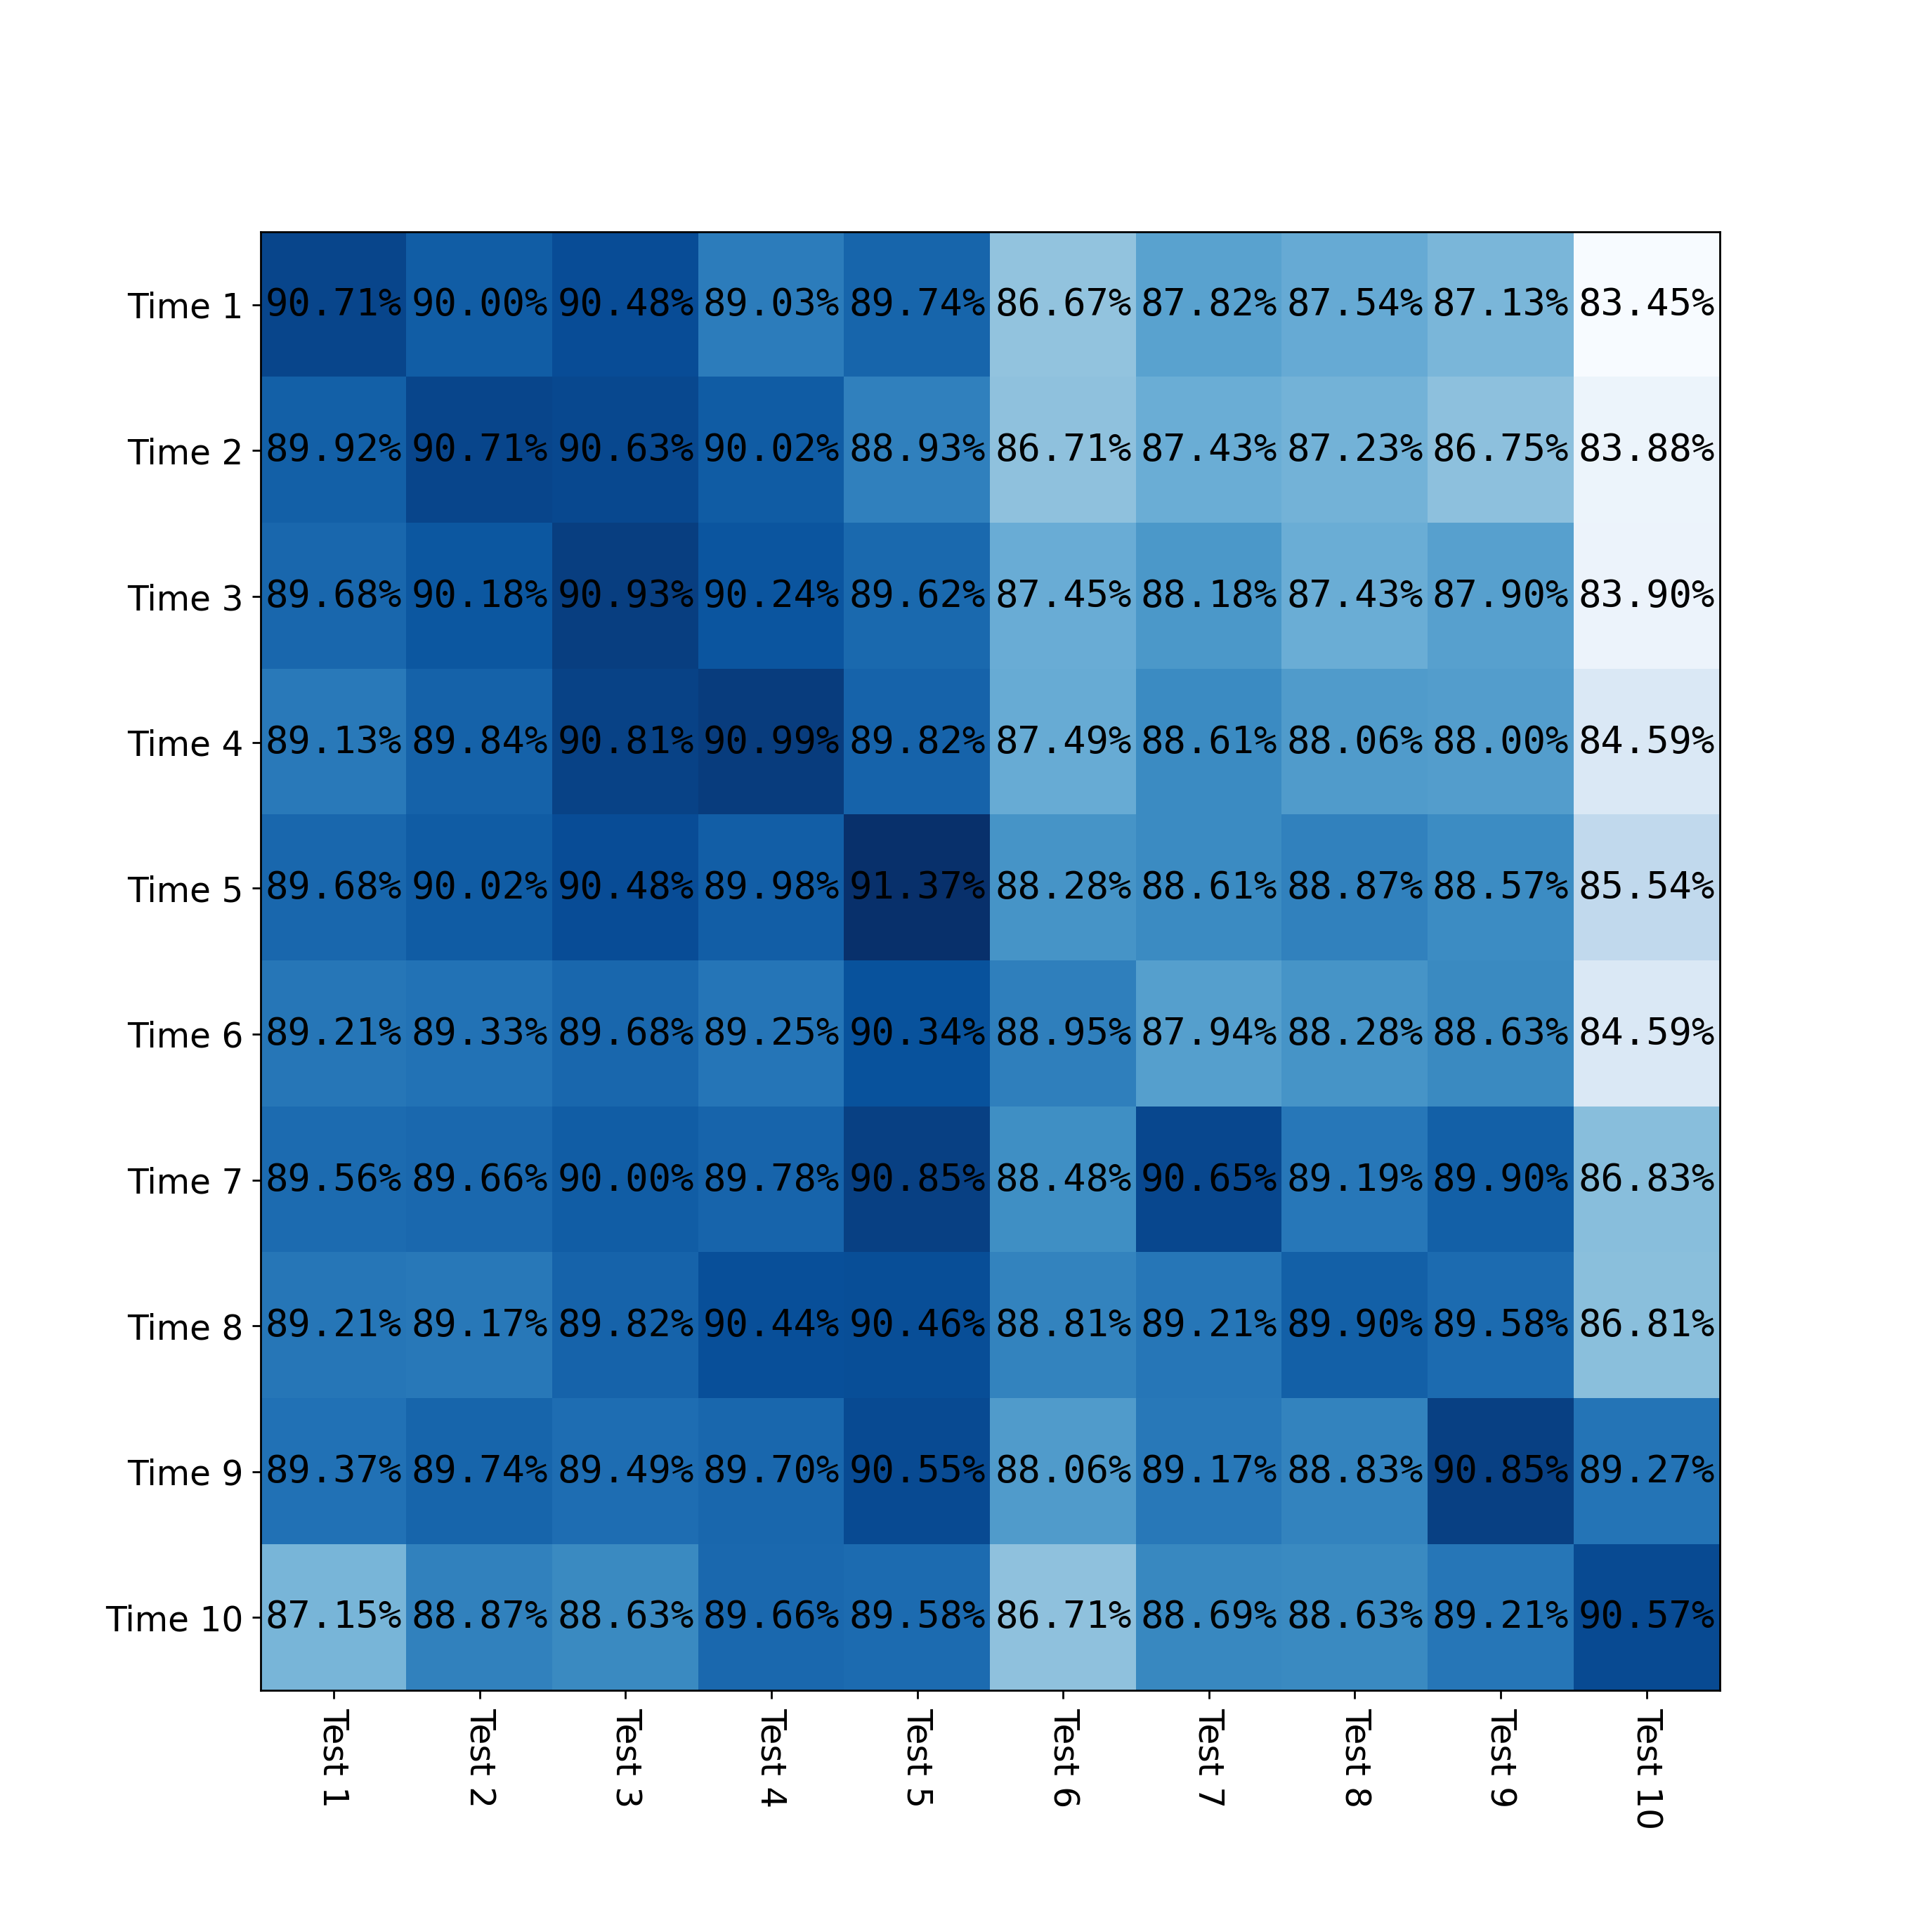 Time 1 90.71% 90.00% 90.48% 89.03% 89.74% 86.67% 87.82% 87.54% 87.13% 83.45%
Time 2 89.92% 90.71% 90.63% 90.02% 88.93% 86.71% 87.43% 87.23% 86.75% 83.88%
Time 3 89.68% 90.18% 90.93% 90.24% 89.62% 87.45% 88.18% 87.43% 87.90% 83.90%
Time 4 89.13% 89.84% 90.81% 90.99% 89.82% 87.49% 88.61% 88.06% 88.00% 84.59%
Time 5 89.68% 90.02% 90.48% 89.98% 91.37% 88.28% 88.61% 88.87% 88.57% 85.54%
Time 6 89.21% 89.33% 89.68% 89.25% 90.34% 88.95% 87.94% 88.28% 88.63% 84.59%
Time 7 89.56% 89.66% 90.00% 89.78% 90.85% 88.48% 90.65% 89.19% 89.90% 86.83%
Time 8 89.21% 89.17% 89.82% 90.44% 90.46% 88.81% 89.21% 89.90% 89.58% 86.81%
Time 9 89.37% 89.74% 89.49% 89.70% 90.55% 88.06% 89.17% 88.83% 90.85% 89.27%
Time 10 87.15% 88.87% 88.63% 89.66% 89.58% 86.71% 88.69% 88.63% 89.21% 90.57%
Test 1 Test 2 Test 3 Test 4 Test 5 Test 6 Test 7 Test 8 Test 9 Test 10